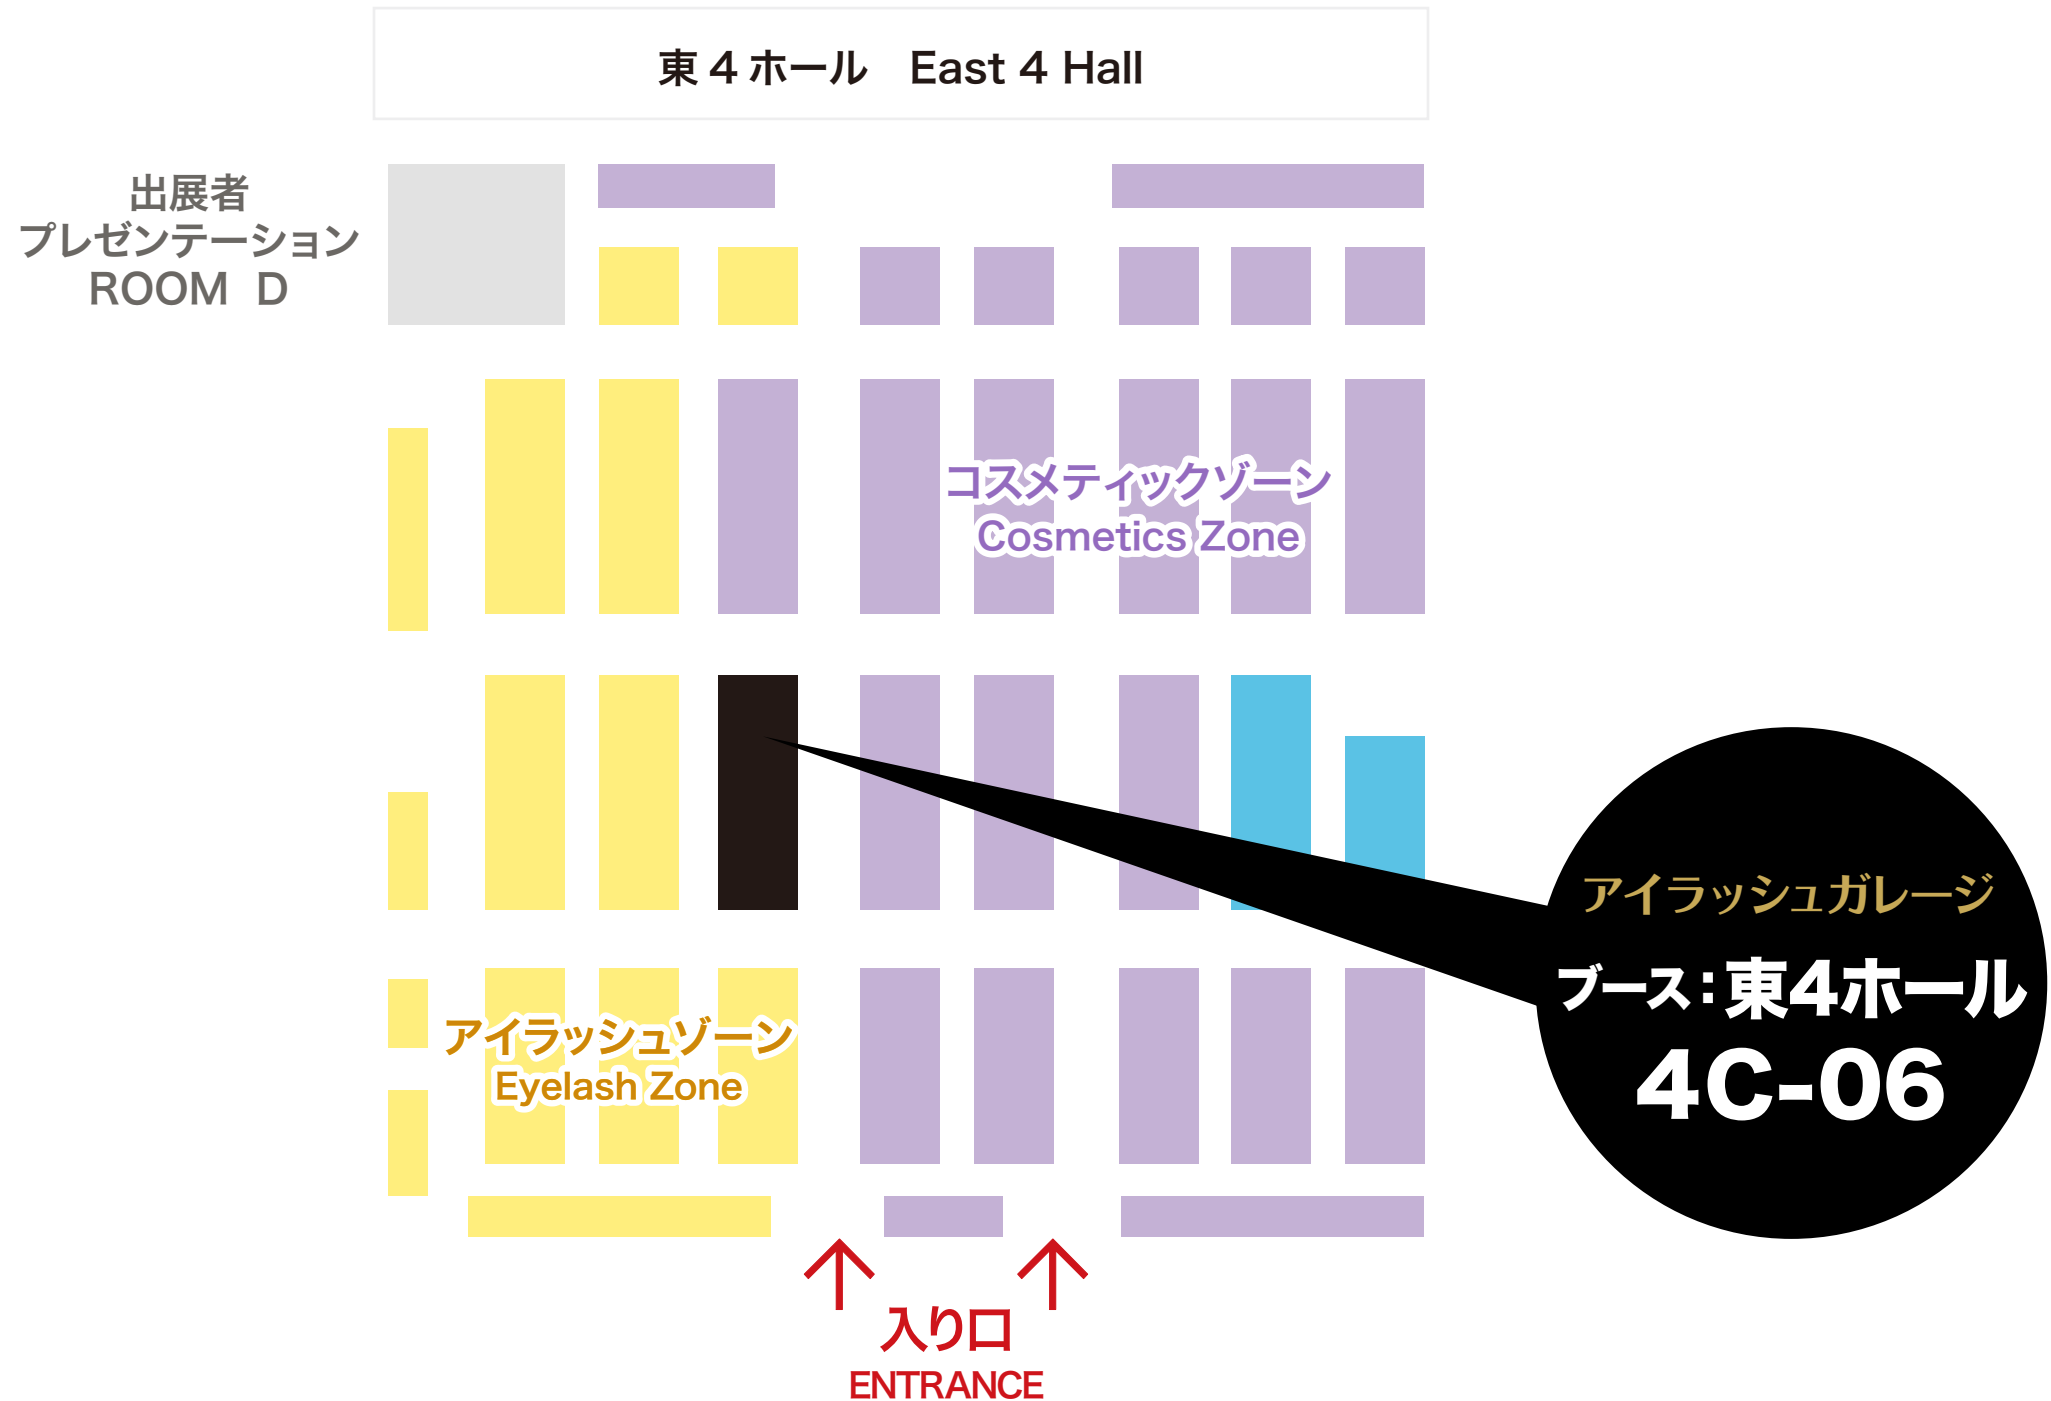 東4ホール　East 4 Hall
出展者
プレゼンテーション
ROOM D
コスメティックゾーン
Cosmetics Zone
アイラッシュガレージ
ブース：東4ホール
4C-06
アイラッシュゾーン
Eyelash Zone
入り口
ENTRANCE